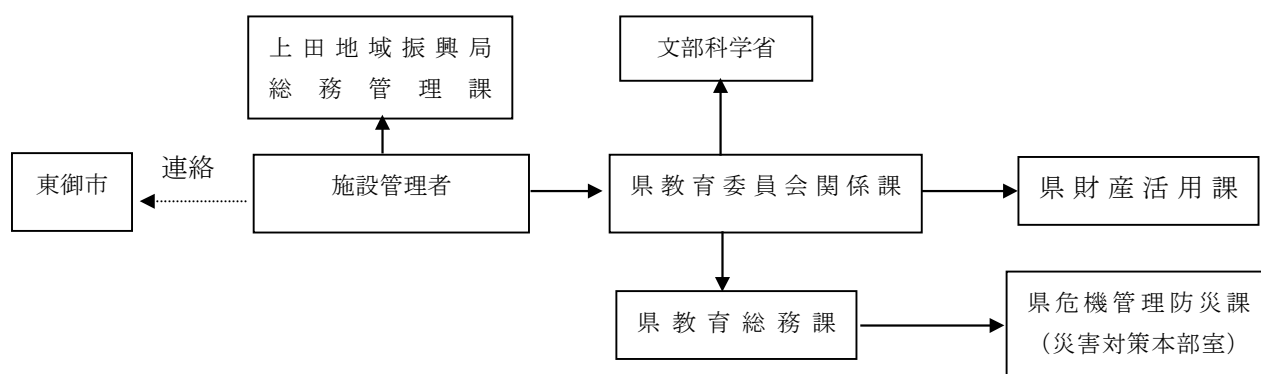 上田地域振興局
総務管理課
文部科学省
東御市
連絡
施設管理者
県教育委員会関係課
県財産活用課
県教育総務課
県危機管理防災課
（災害対策本部室）